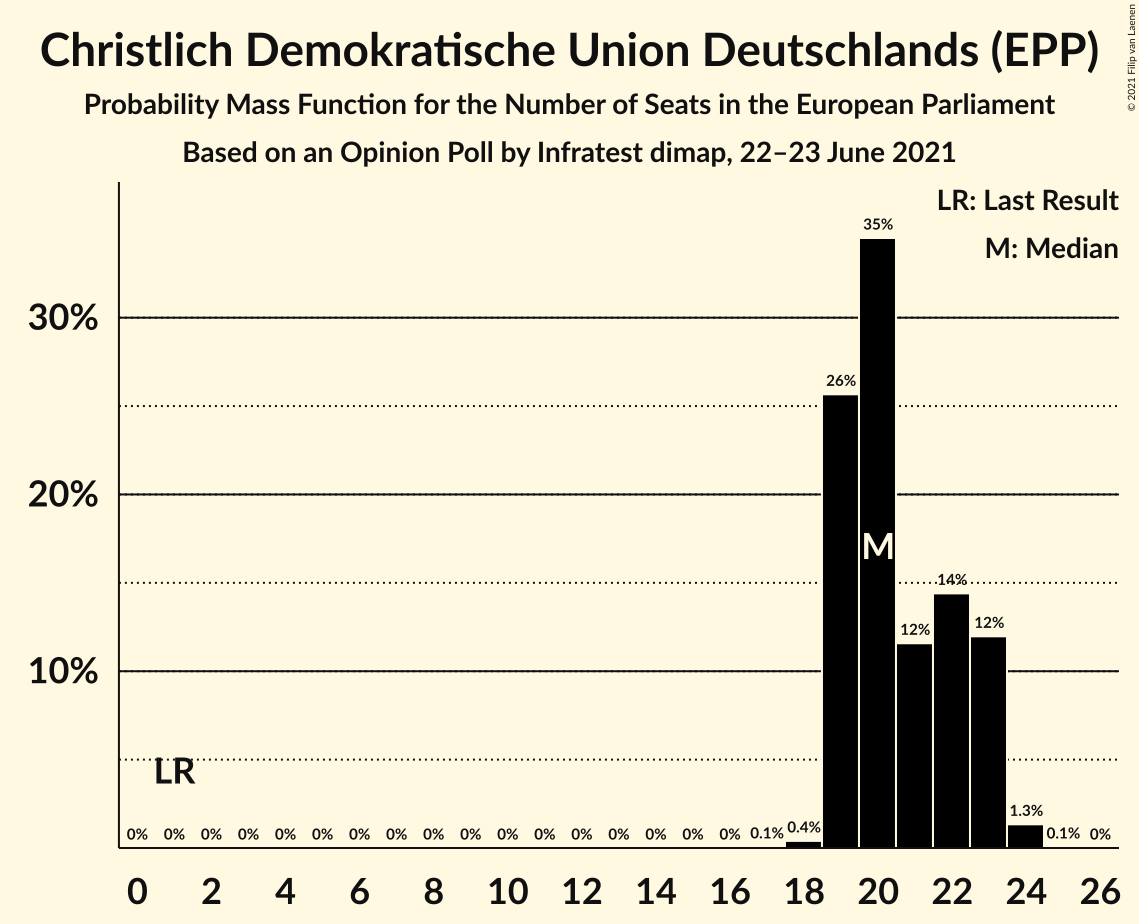 Christlich Demokratische Union Deutschlands (EPP)
Probability Mass Function for the Number of Seats in the European Parliament
Based on an Opinion Poll by Infratest dimap, 22–23 June 2021
© 2021 Filip van Laenen
LR: Last Result
M: Median
35%
30%
26%
20%
M
14%
12% 12%
10%
LR
0% 0% 0% 0% 0% 0% 0% 0% 0% 0% 0% 0% 0% 0% 0% 0% 0% 0.1% 0.4% 1.3% 0.1% 0%
0 2 4 6 8 10 12 14 16 18 20 22 24 26